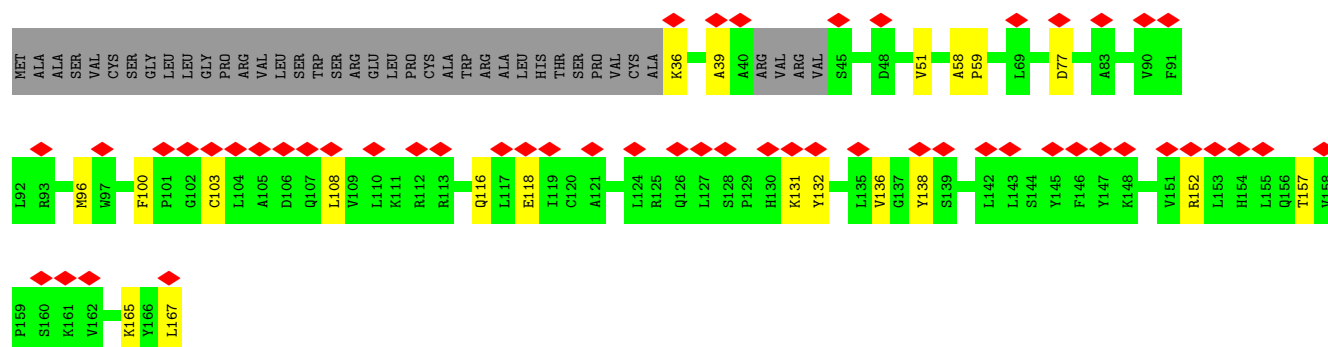 MET ALA ALA SER VAL CYS SER GLY LEU LEU GLY PRO ARG VAL LEU SER TRP SER ARG GLU LEU PRO CYS ALA TRP ARG ALA LEU HIS THR SER PRO VAL CYS ALA K36 A39 A40 ARG VAL ARG VAL S45 D48 V51 A58 P59 L69 D77 A83 V90 F91
L92 R93 M96 W97 F100 P101 G102 C103 L104 A105 D106 Q107 L108 V109 L110 K111 R112 R113 Q116 L117 E118 I119 C120 A121 L124 R125 Q126 L127 S128 P129 H130 K131 Y132 L135 V136 G137 Y138 S139 L142 L143 S144 Y145 F146 Y147 K148 V151 R152 L153 H154 L155 Q156 T157 V158
P159 S160 K161 V162 K165 Y166 L167